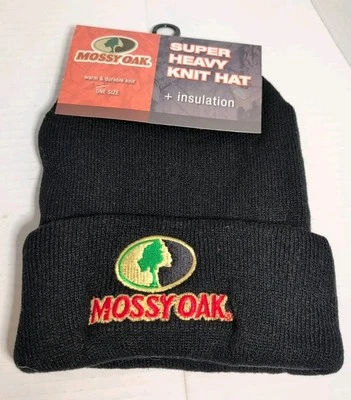 MOSSY OAK.
warm & durable knit
ONE SIZE
SUPER
HEAVY
KNIT HAT
+ insulation
MOSSY OAK®